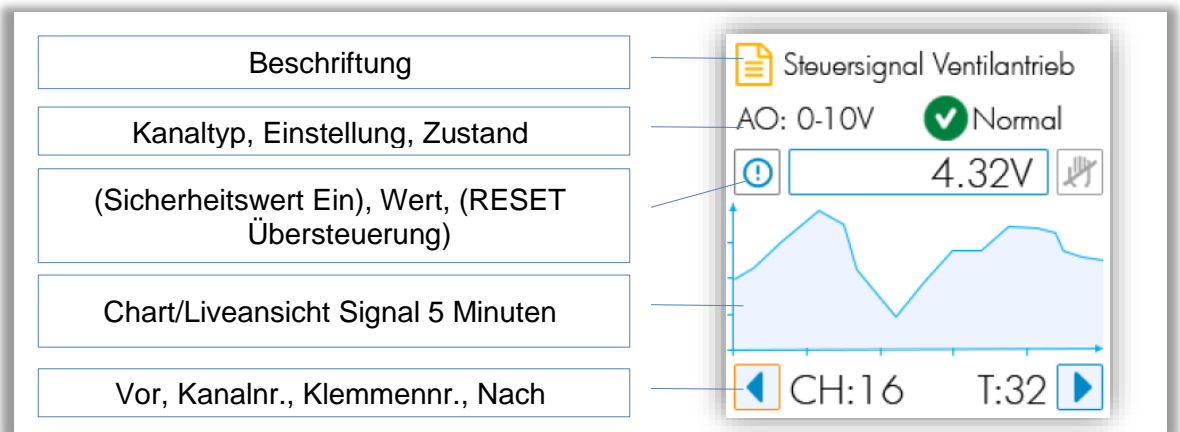 Beschriftung
Kanaltyp, Einstellung, Zustand
(Sicherheitswert Ein), Wert, (RESET
Übersteuerung)
Chart/Liveansicht Signal 5 Minuten
Vor, Kanalnr., Klemmennr., Nach
Steuersignal Ventilantrieb
AO: 0-10V Normal
4.32V
CH:16 T:32